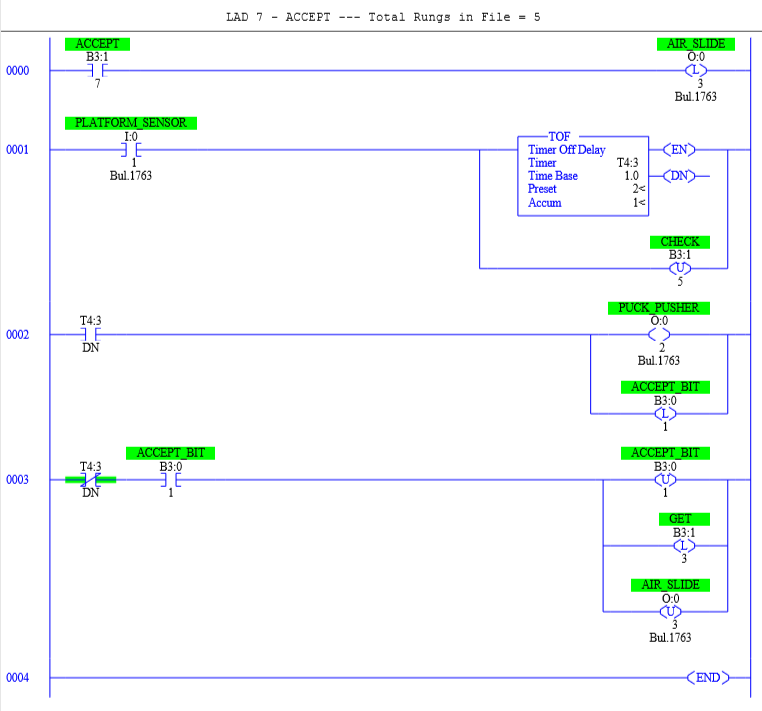 LAD 7 - ACCEPT --- Total Rungs in File = 5
ACCEPT
B3:1
7
AIR_SLIDE
O:0
L
3
Bul.1763
0000
PLATFORM_SENSOR
I:0
1
Bul.1763
0001
TOF
Timer Off Delay
Timer T4:3
Time Base 1.0
Preset 2<
Accum 1<
EN
DN
CHECK
B3:1
U
5
0002
T4:3
DN
PUCK_PUSHER
O:0
2
Bul.1763
ACCEPT_BIT
B3:0
L
1
0003
T4:3
DN
ACCEPT_BIT
B3:0
1
ACCEPT_BIT
B3:0
U
1
GET
B3:1
L
3
AIR_SLIDE
O:0
U
3
Bul.1763
0004
END